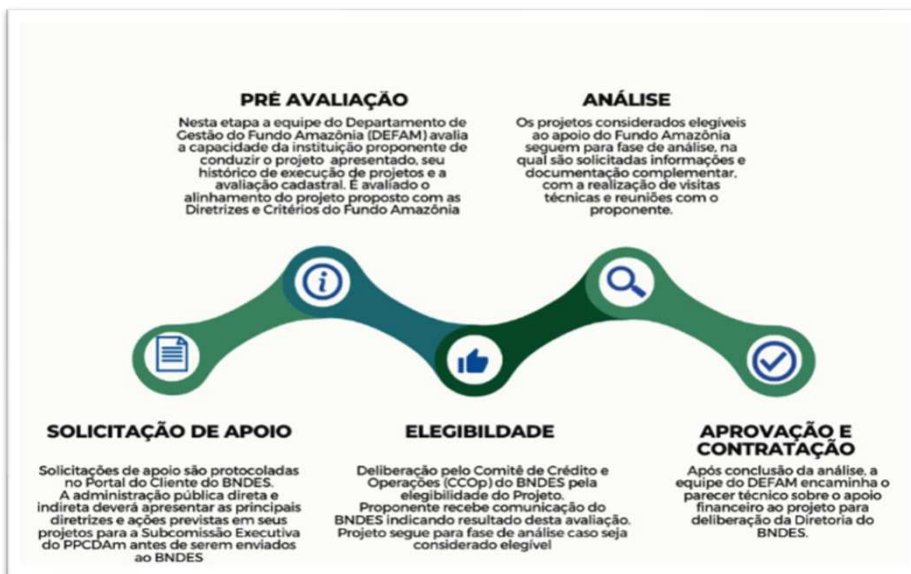 PRÉ AVALIAÇÃO
Nesta etapa a equipe do Departamento de
Gestão do Fundo Amazônia (DEFAM) avalia
a capacidade da instituição proponente de
conduzir o projeto apresentado, seu
histórico de execução de projetos e a
avaliação cadastral. É avaliado o
alinhamento do projeto proposto com as
Diretrizes e Critérios do Fundo Amazônia
ANÁLISE
Os projetos considerados elegíveis
ao apoio do Fundo Amazônia
seguem para fase de análise, na
qual são solicitadas informações e
documentação complementar,
com a realização de visitas
técnicas e reuniões com o
proponente.
SOLICITAÇÃO DE APOIO
Solicitações de apoio são protocoladas
no Portal do Cliente do BNDES.
A administração pública direta e
indireta deverá apresentar as principais
diretrizes e ações previstas em seus
projetos para a Subcomissão Executiva
do PPCDAm antes de serem enviados
ao BNDES
ELEGIBILDADE
Deliberação pelo Comitê de Crédito e
Operações (CCOp) do BNDES pela
elegibilidade do Projeto.
Proponente recebe comunicação do
BNDES indicando resultado desta avaliação.
Projeto segue para fase de análise caso seja
considerado elegível
APROVAÇÃO E
CONTRATAÇÃO
Após conclusão da análise, a
equipe do DEFAM encaminha o
parecer técnico sobre o apoio
financeiro ao projeto para
deliberação da Diretoria do
BNDES.